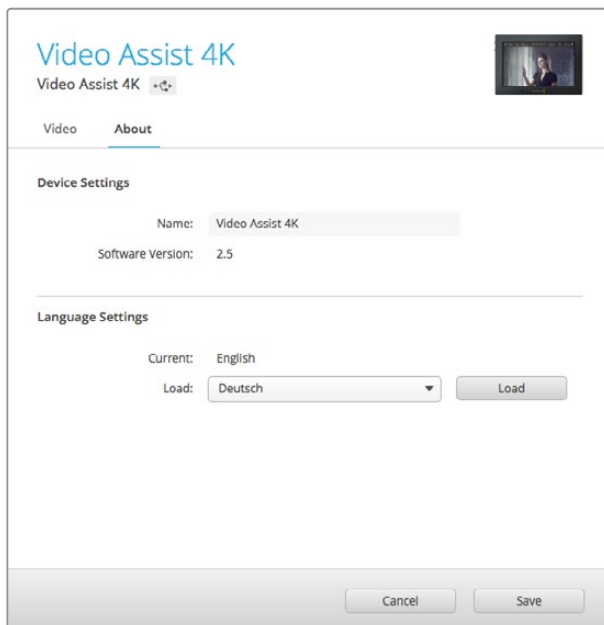 Video Assist 4K
Video Assist 4K
Video About
Device Settings
Name: Video Assist 4K
Software Version: 2.5
Language Settings
Current: English
Load: Deutsch Load
Cancel Save